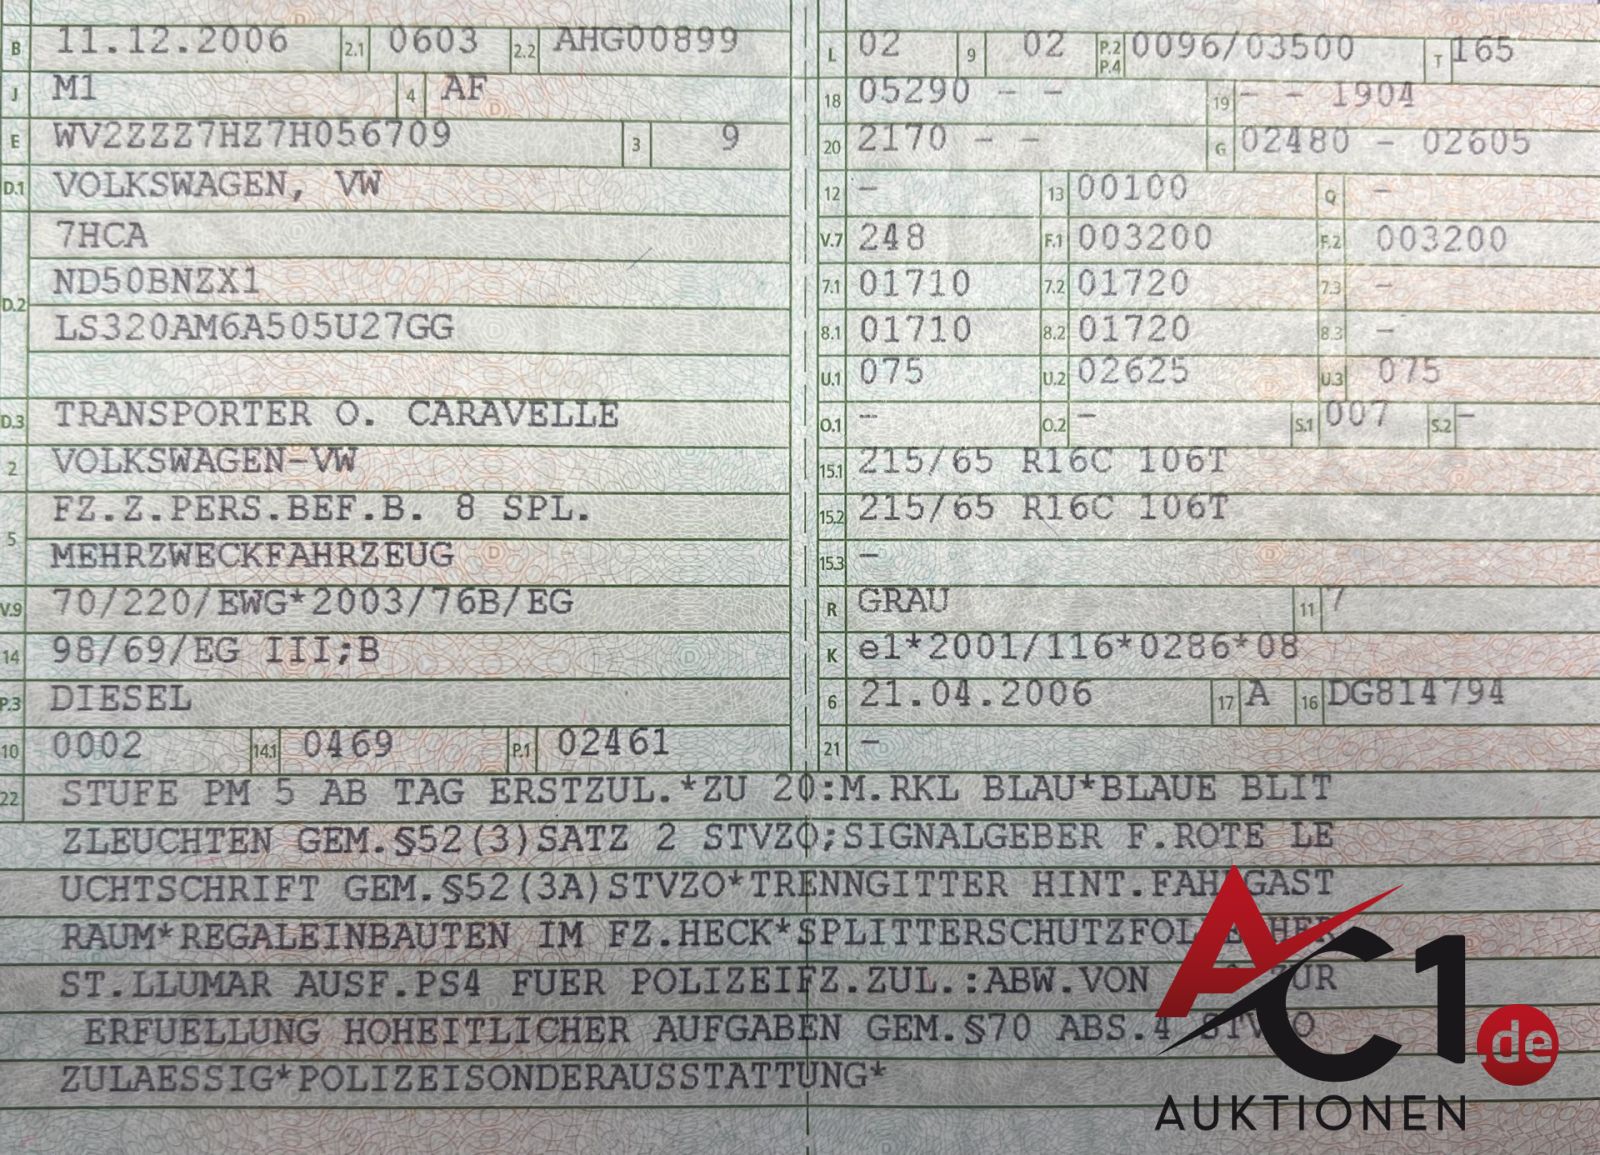 B 11.12.2006 2.1 0603 2.2 AHG00899
J M1 4 AF
E WV2ZZZ7HZ7H056709 3 9
D.1 VOLKSWAGEN, VW
7HCA
D.2 ND50BNZX1
LS320AM6A505U27GG
D.3 TRANSPORTER O. CARAVELLE
2 VOLKSWAGEN-VW
5 FZ.Z.PERS.BEF.B. 8 SPL.
MEHRZWECKFAHRZEUG
V.9 70/220/EWG*2003/76B/EG
14 98/69/EG III;B
P.3 DIESEL
10 0002 14.1 0469 P.1 02461
L 02 9 02 P.2 P.4 0096/03500 T 165
18 05290 - - 19 - - 1904
20 2170 - - G 02480 - 02605
12 - 13 00100 Q -
V.7 248 F.1 003200 F.2 003200
7.1 01710 7.2 01720 7.3 -
8.1 01710 8.2 01720 8.3 -
U.1 075 U.2 02625 U.3 075
O.1 - O.2 - S.1 007 S.2 -
15.1 215/65 R16C 106T
15.2 215/65 R16C 106T
15.3 -
R GRAU 11 7
K e1*2001/116*0286*08
6 21.04.2006 17 A 16 DG814794
21 -
22 STUFE PM 5 AB TAG ERSTZUL.*ZU 20:M.RKL BLAU*BLAUE BLIT
ZLEUCHTEN GEM.§52(3)SATZ 2 STVZO;SIGNALGEBER F.ROTE LE
UCHTSCHRIFT GEM.§52(3A)STVZO*TRENNGITTER HINT.FAHRGAST
RAUM*REGALEINBAUTEN IM FZ.HECK*SPLITTERSCHUTZFOLIE HER
ST.LLUMAR AUSF.PS4 FUER POLIZEIFZ.ZUL.:ABW.VON ZUR
ERFUELLUNG HOHEITLICHER AUFGABEN GEM.§70 ABS.4 STVZO
ZULAESSIG*POLIZEISONDERAUSSTATTUNG*
AC1.de
AUKTIONEN